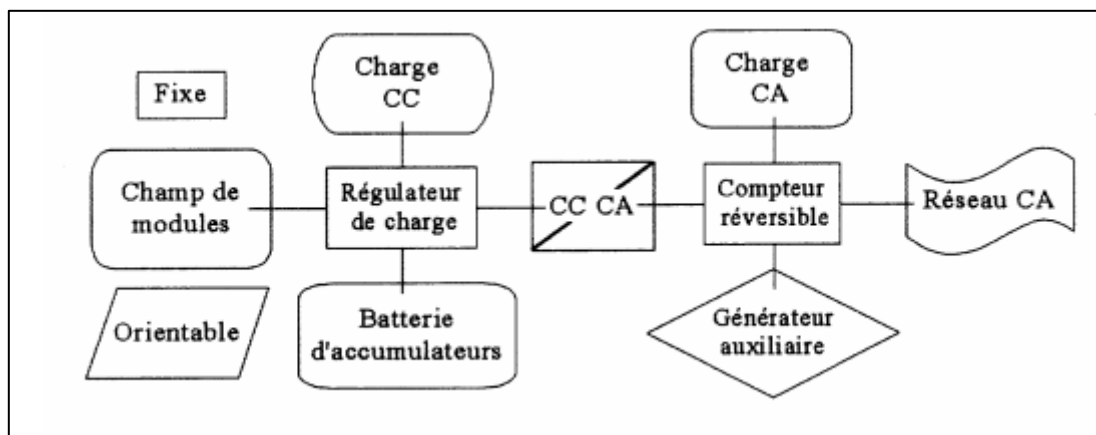 Fixe
Charge
CC
Charge
CA
Champ de
modules
Régulateur
de charge
CC CA
Compteur
réversible
Réseau CA
Orientable
Batterie
d'accumulateurs
Générateur
auxiliaire